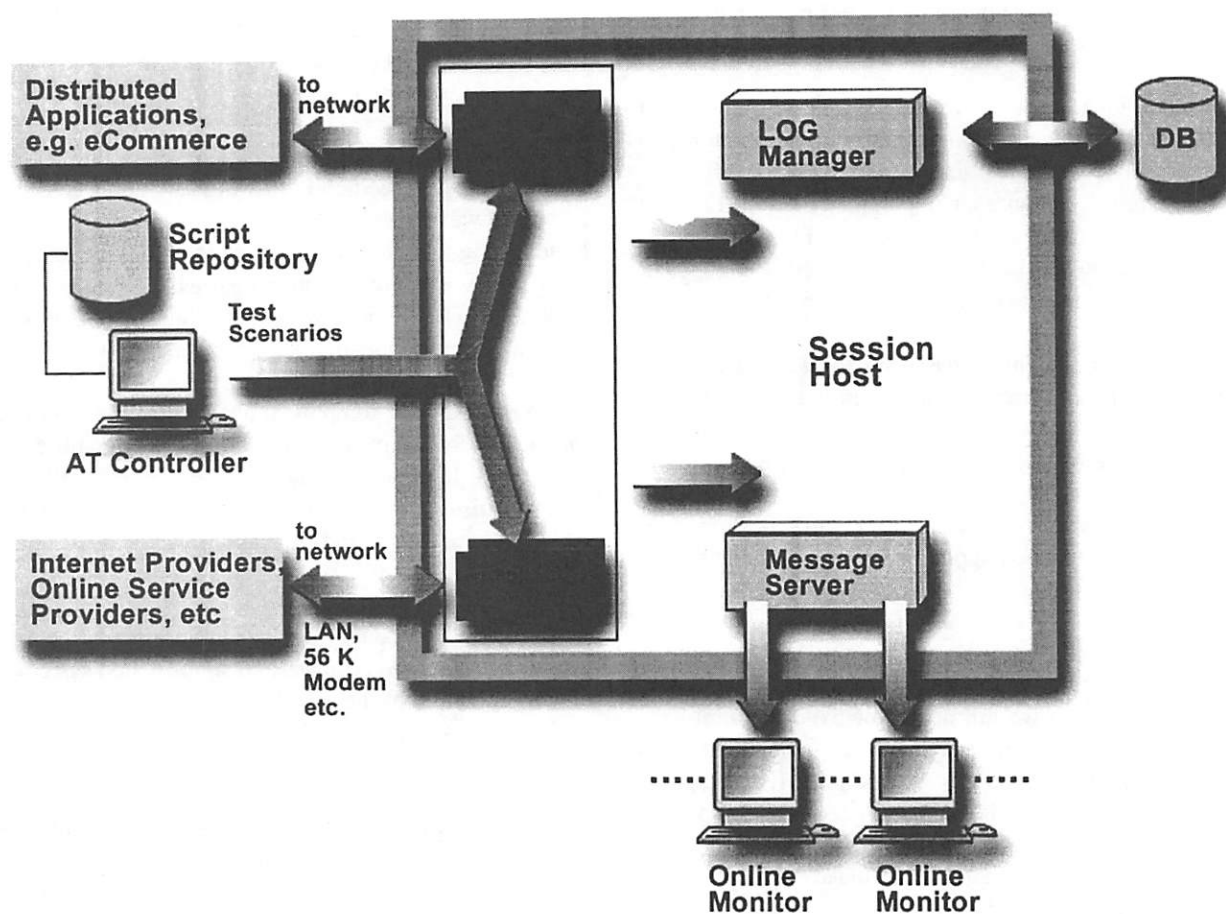 Distributed
Applications,
e.g. eCommerce
to
network
LOG
Manager
DB
Script
Repository
Test
Scenarios
AT Controller
Session
Host
Internet Providers,
Online Service
Providers, etc
to
network
LAN,
56 K
Modem
etc.
Message
Server
Online
Monitor
Online
Monitor